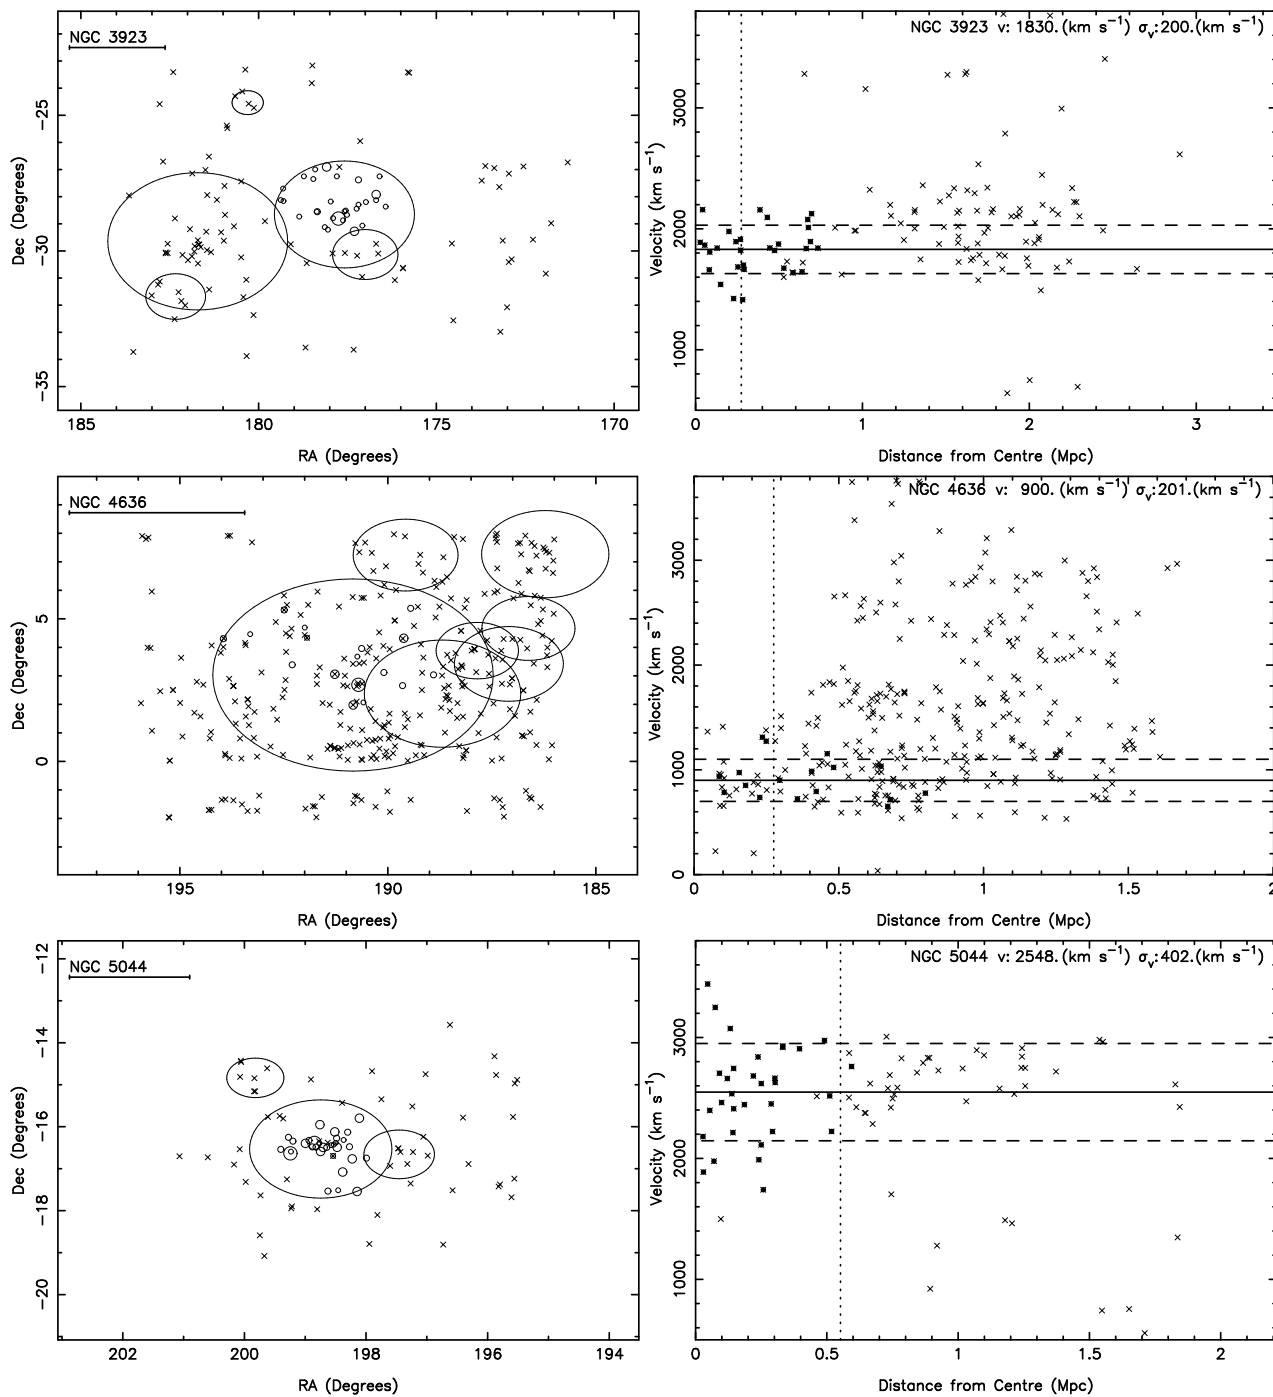 NGC 3923
Dec (Degrees)
−25
−30
−35
185
180
175
170
RA (Degrees)
NGC 3923 v: 1830.(km s⁻¹) σᵥ:200.(km s⁻¹)
Velocity (km s⁻¹)
3000
2000
1000
0
1
2
3
Distance from Centre (Mpc)
NGC 4636
Dec (Degrees)
5
0
195
190
185
RA (Degrees)
NGC 4636 v: 900. (km s⁻¹) σᵥ:201.(km s⁻¹)
Velocity (km s⁻¹)
3000
2000
1000
0
0
0.5
1
1.5
2
Distance from Centre (Mpc)
NGC 5044
Dec (Degrees)
−12
−14
−16
−18
−20
202
200
198
196
194
RA (Degrees)
NGC 5044 v: 2548.(km s⁻¹) σᵥ:402.(km s⁻¹)
Velocity (km s⁻¹)
3000
2000
1000
0
0.5
1
1.5
2
Distance from Centre (Mpc)